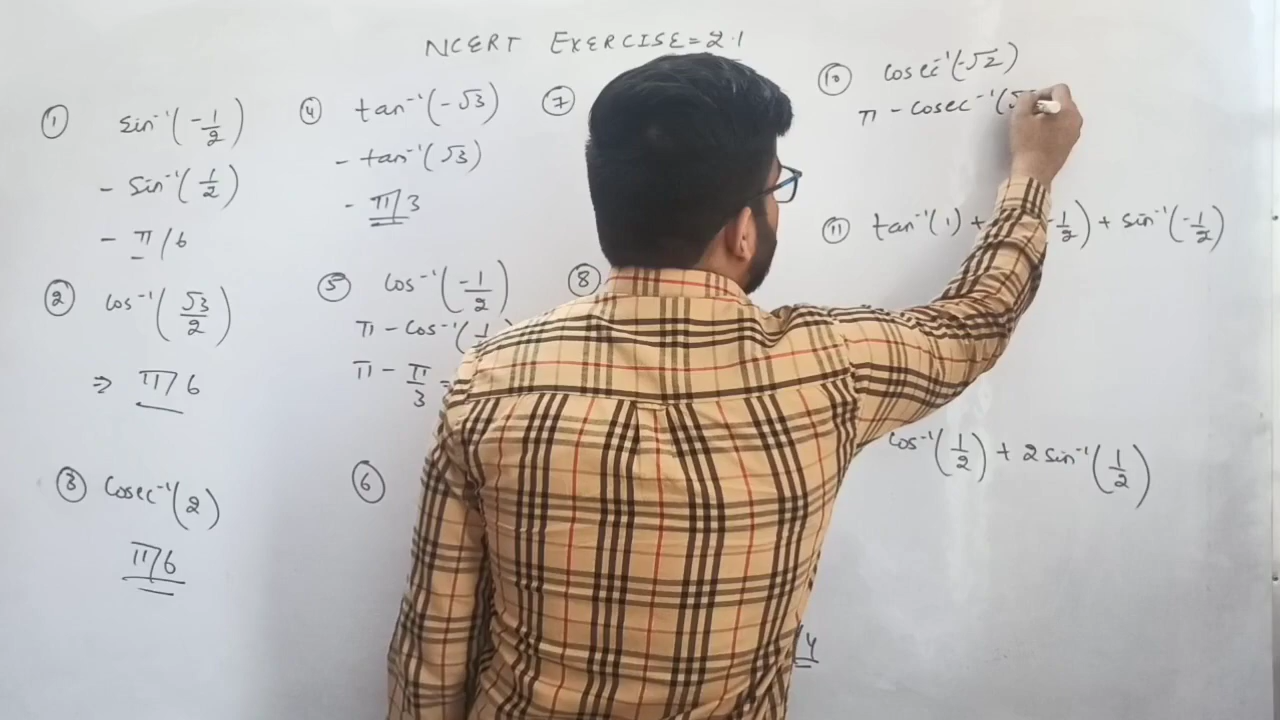 NCERT EXERCISE = 2.1
① sin⁻¹(-1/2)
- sin⁻¹(1/2)
- π/6
② cos⁻¹(√3/2)
⇒ π/6
③ Cosec⁻¹(2)
π/6
④ tan⁻¹(-√3)
- tan⁻¹(√3)
- π/3
⑤ cos⁻¹(-1/2)
π - cos⁻¹(1
π - π/3 =
⑥
⑦
⑧
4
⑩ cosec⁻¹(-√2)
π - cosec⁻¹(√
⑪ tan⁻¹(1) + -1/2) + sin⁻¹(-1/2)
cos⁻¹(1/2) + 2 sin⁻¹(1/2)